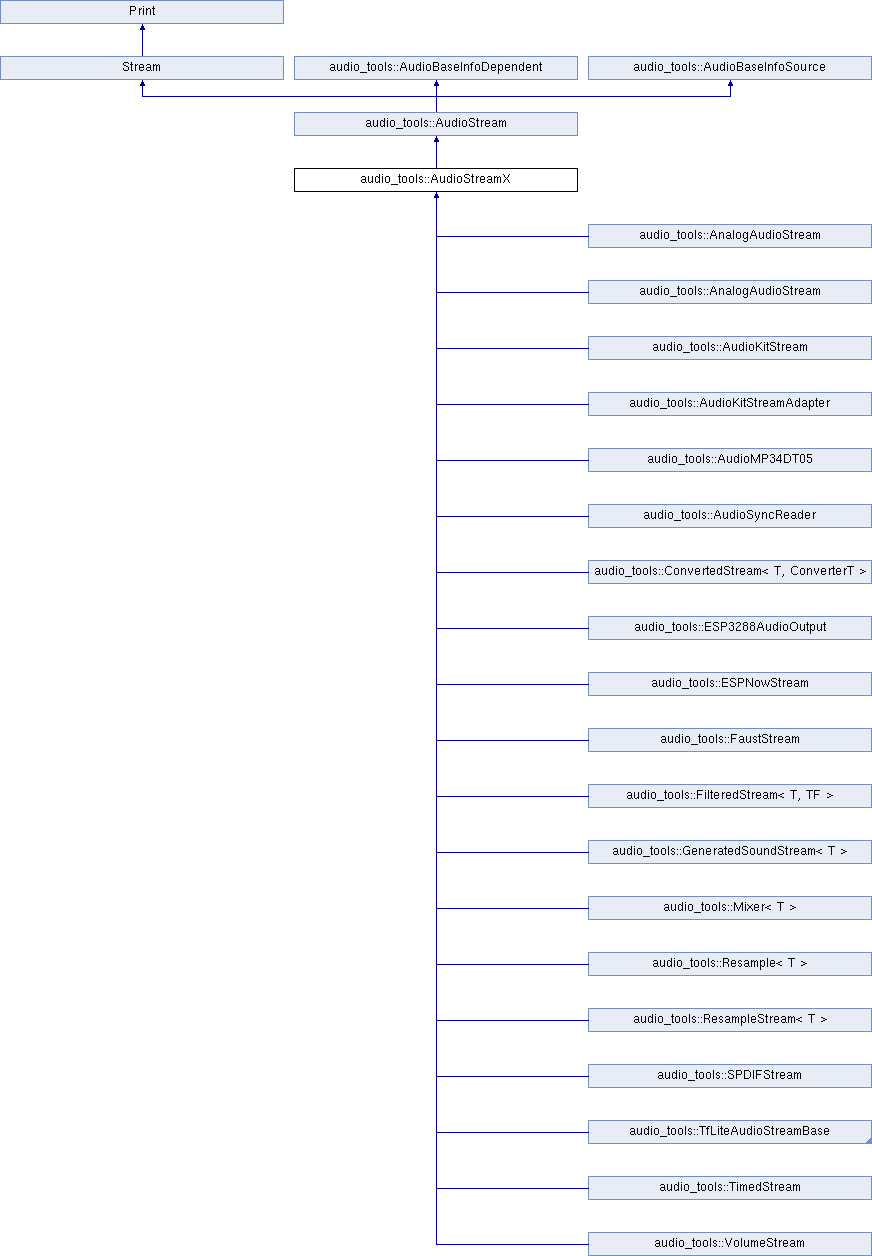 Print
Stream
audio_tools::AudioBaseInfoDependent
audio_tools::AudioBaseInfoSource
audio_tools::AudioStream
audio_tools::AudioStreamX
audio_tools::AnalogAudioStream
audio_tools::AnalogAudioStream
audio_tools::AudioKitStream
audio_tools::AudioKitStreamAdapter
audio_tools::AudioMP34DT05
audio_tools::AudioSyncReader
audio_tools::ConvertedStream< T, ConverterT >
audio_tools::ESP3288AudioOutput
audio_tools::ESPNowStream
audio_tools::FaustStream
audio_tools::FilteredStream< T, TF >
audio_tools::GeneratedSoundStream< T >
audio_tools::Mixer< T >
audio_tools::Resample< T >
audio_tools::ResampleStream< T >
audio_tools::SPDIFStream
audio_tools::TfLiteAudioStreamBase
audio_tools::TimedStream
audio_tools::VolumeStream